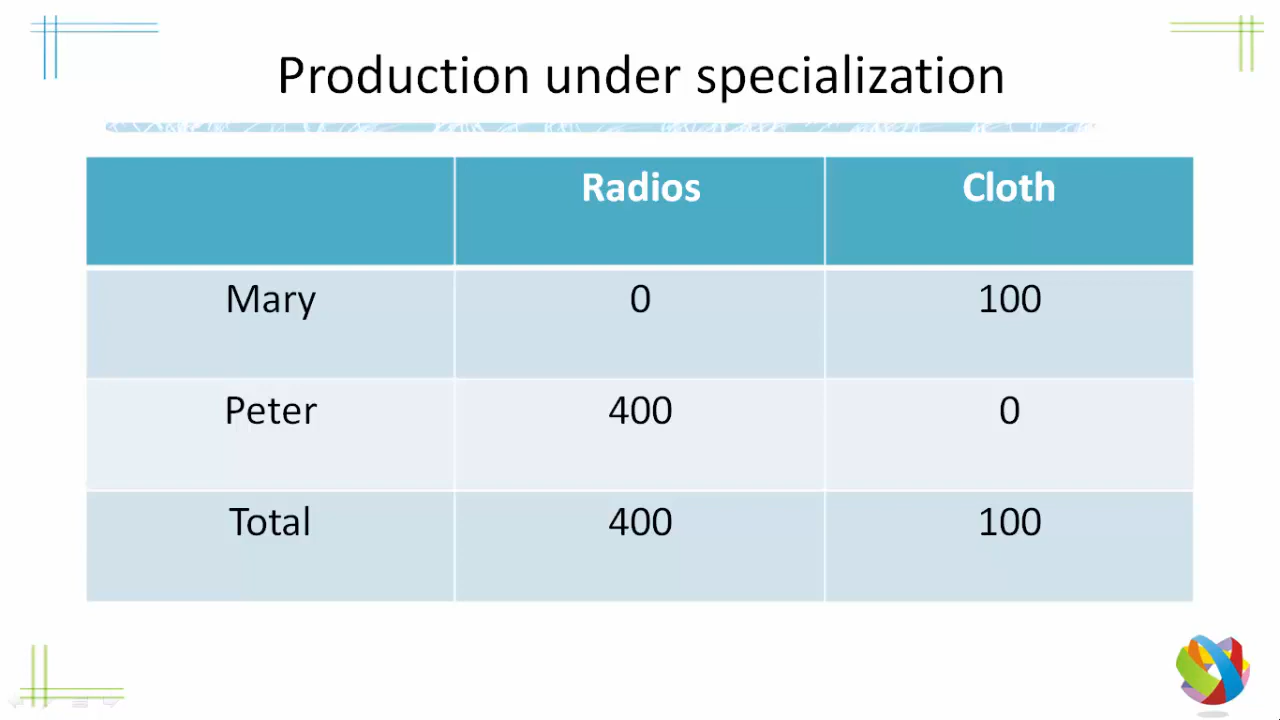 Production under specialization
Radios Cloth
Mary 0 100
Peter 400 0
Total 400 100